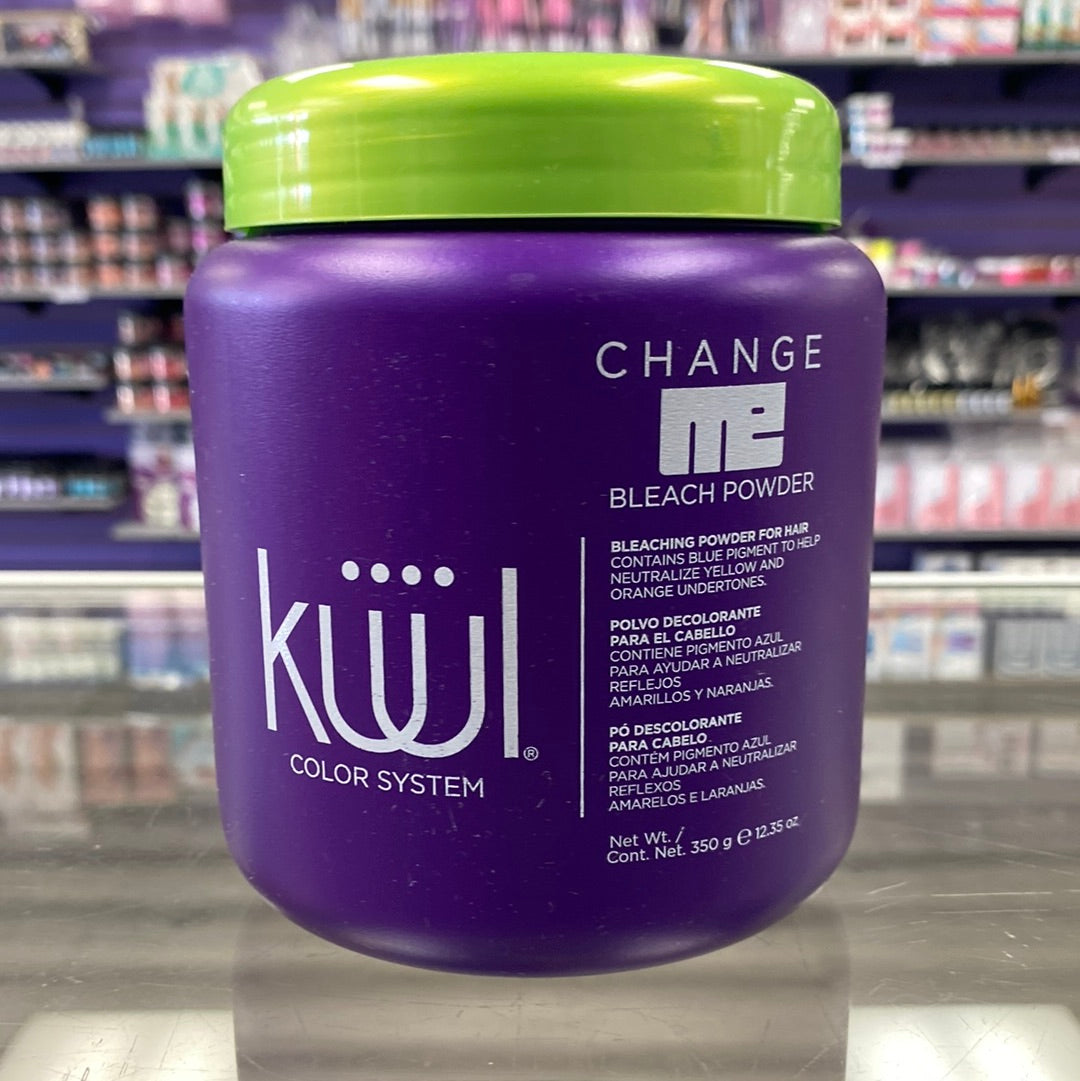 CHANGE
me
BLEACH POWDER
BLEACHING POWDER FOR HAIR
CONTAINS BLUE PIGMENT TO HELP
NEUTRALIZE YELLOW AND
ORANGE UNDERTONES.
POLVO DECOLORANTE
PARA EL CABELLO
CONTIENE PIGMENTO AZUL
PARA AYUDAR A NEUTRALIZAR
REFLEJOS
AMARILLOS Y NARANJAS.
PÓ DESCOLORANTE
PARA CABELO
CONTÉM PIGMENTO AZUL
PARA AJUDAR A NEUTRALIZAR
REFLEXOS
AMARELOS E LARANJAS.
Net Wt. /
Cont. Net. 350 g ℮ 12.35 oz.
küül®
COLOR SYSTEM